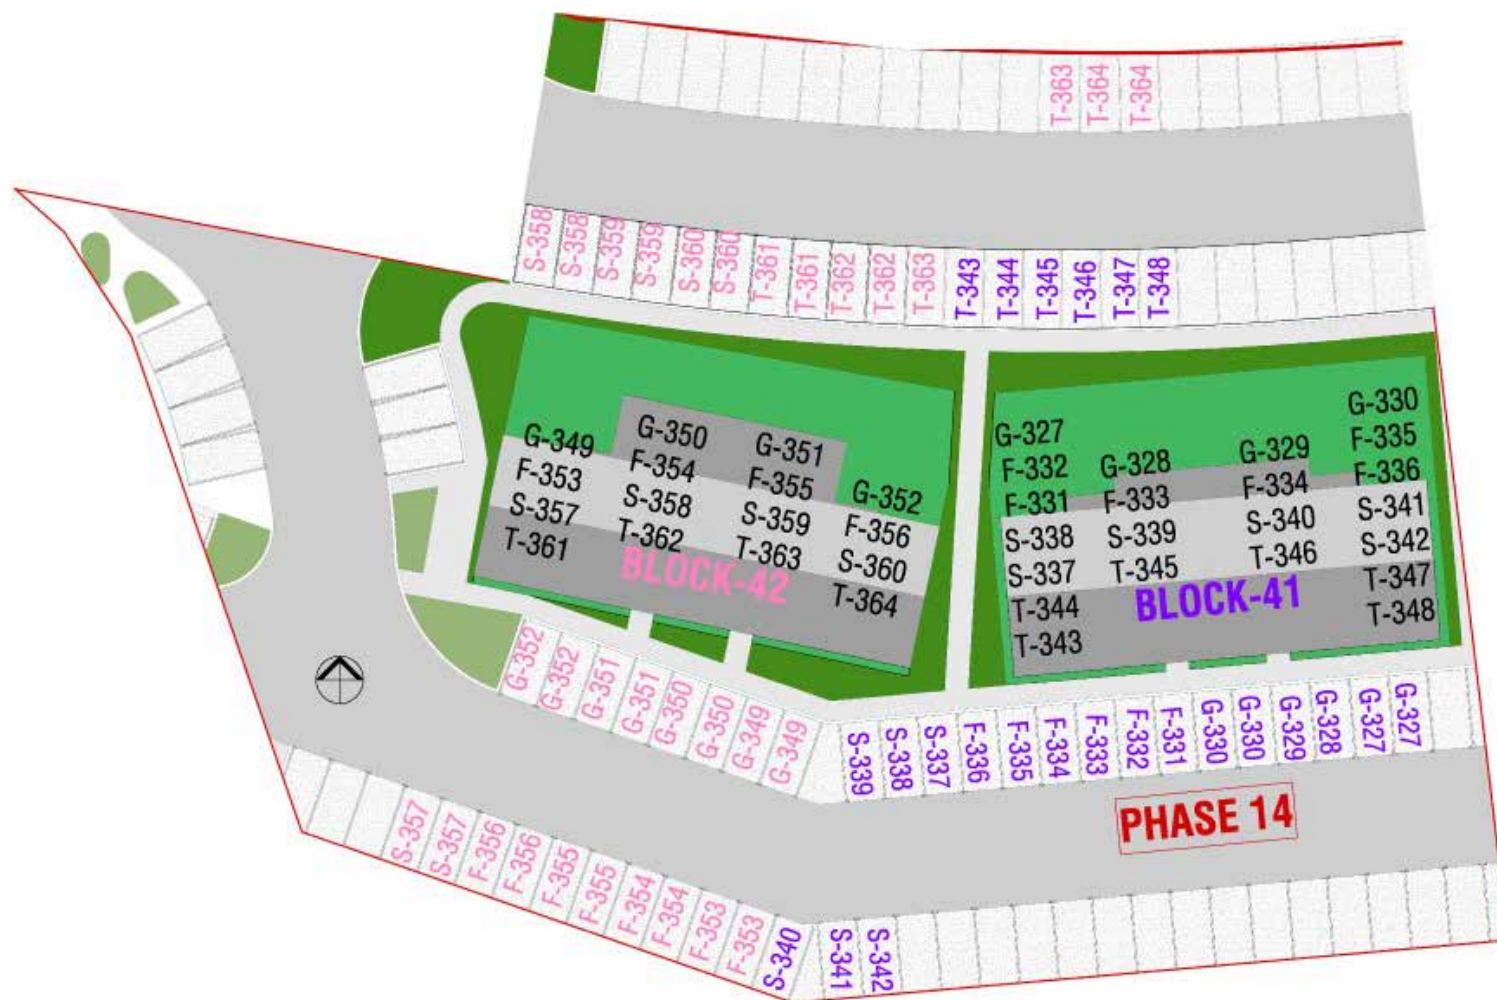 T-363
T-364
T-364
S-358
S-358
S-359
S-359
S-360
S-360
T-361
T-361
T-362
T-362
T-363
T-343
T-344
T-345
T-346
T-347
T-348
G-349
F-353
S-357
T-361
G-350
F-354
S-358
T-362
G-351
F-355
S-359
T-363
G-352
F-356
S-360
T-364
BLOCK-42
G-327
F-332
F-331
S-338
S-337
T-344
T-343
G-328
F-333
S-339
T-345
G-329
F-334
S-340
T-346
G-330
F-335
F-336
S-341
S-342
T-347
T-348
BLOCK-41
G-352
G-352
G-351
G-351
G-350
G-350
G-349
G-349
S-339
S-338
S-337
F-336
F-335
F-334
F-333
F-332
F-331
G-330
G-330
G-329
G-328
G-327
G-327
PHASE 14
S-357
S-357
F-356
F-356
F-355
F-355
F-354
F-354
F-353
F-353
S-340
S-341
S-342